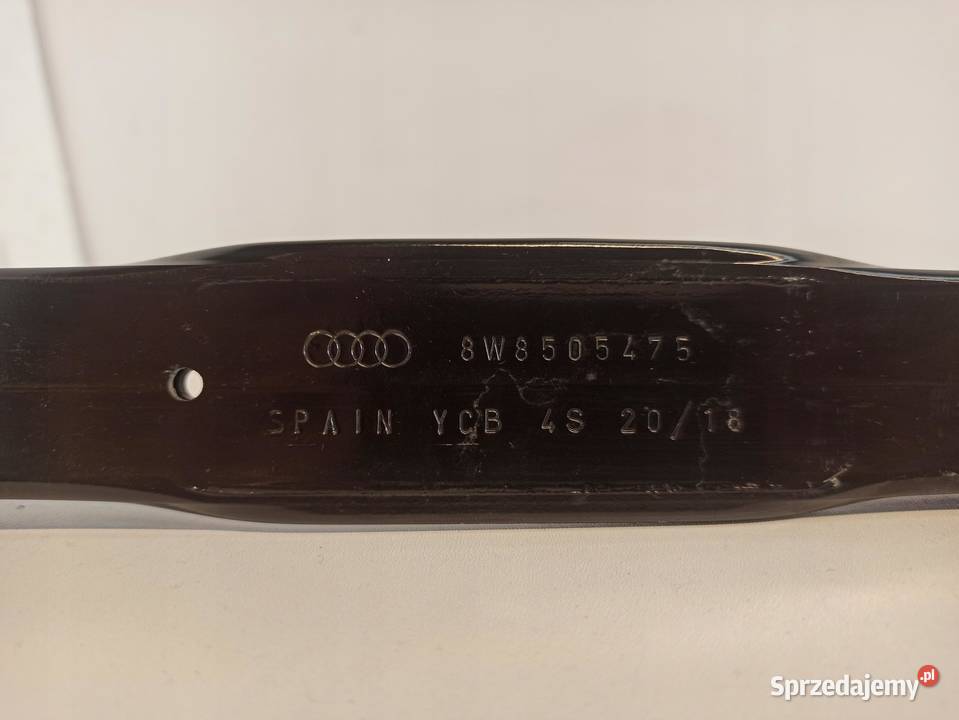 8W8505475
SPAIN YCB 4S 20/18
Sprzedajemy.pl